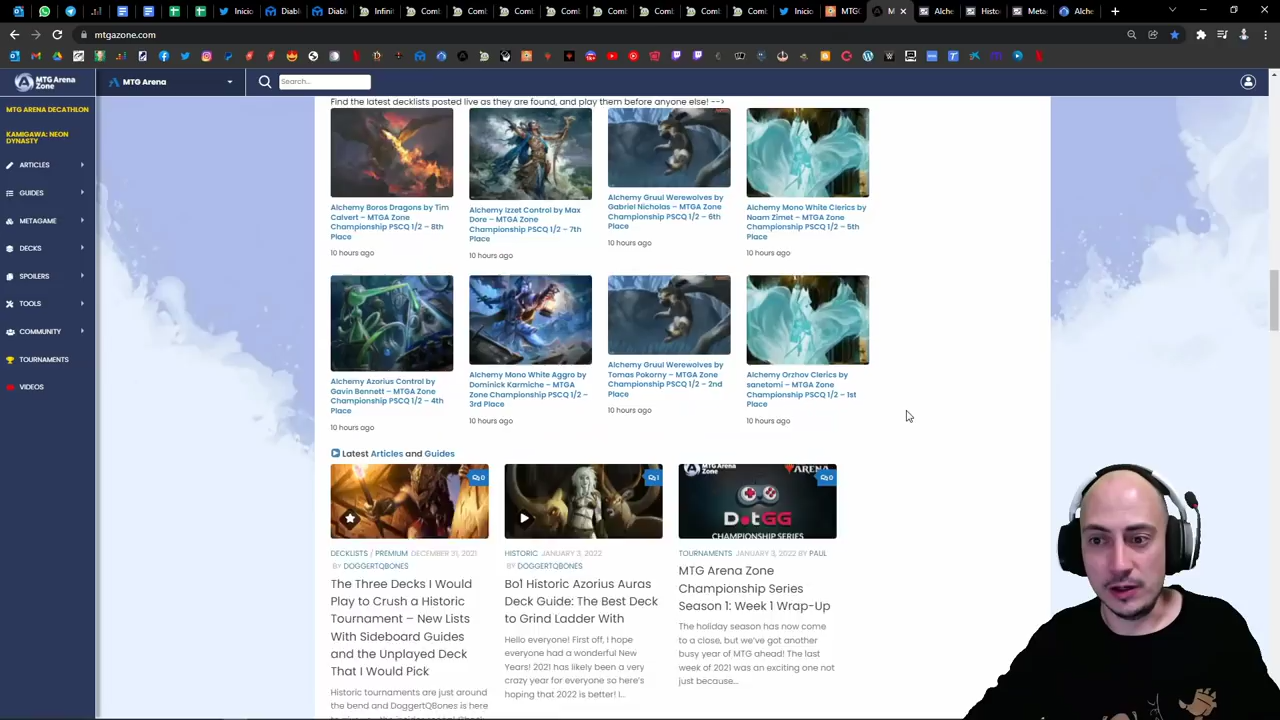 Diabl
Confi
Infini
Infini
Infini
MTG
M
Alche
Histo
Meta
Alche
mtgazone.com
MTG Arena Zone
MTG Arena
Search...
MTG ARENA DECATHLON
KAMIGAWA: NEON
DYNASTY
ARTICLES
GUIDES
METAGAME
DECKS
SPOILERS
TOOLS
COMMUNITY
TOURNAMENTS
VIDEOS
Find the latest decklists posted live as they are found, and play them before anyone else! -->
Alchemy Boros Dragons by Tim
Calvert – MTGA Zone
Championship PSCQ 1/2 – 8th
Place
10 hours ago
Alchemy Izzet Control by Max
Dore – MTGA Zone
Championship PSCQ 1/2 – 7th
Place
10 hours ago
Alchemy Gruul Werewolves by
Gabriel Nicholas – MTGA Zone
Championship PSCQ 1/2 – 6th
Place
10 hours ago
Alchemy Mono White Clerics by
Noam Zimet – MTGA Zone
Championship PSCQ 1/2 – 5th
Place
10 hours ago
Alchemy Azorius Control by
Gavin Bennett – MTGA Zone
Championship PSCQ 1/2 – 4th
Place
10 hours ago
Alchemy Mono White Aggro by
Dominick Karmiche – MTGA
Zone Championship PSCQ 1/2 –
3rd Place
10 hours ago
Alchemy Gruul Werewolves by
Tomas Pokorny – MTGA Zone
Championship PSCQ 1/2 – 2nd
Place
10 hours ago
Alchemy Orzhov Clerics by
sanetomi – MTGA Zone
Championship PSCQ 1/2 – 1st
Place
10 hours ago
Latest Articles and Guides
0
DECKLISTS / PREMIUM DECEMBER 31, 2021
BY DOGGERTQBONES
The Three Decks I Would
Play to Crush a Historic
Tournament – New Lists
With Sideboard Guides
and the Unplayed Deck
That I Would Pick
Historic tournaments are just around
the bend and DoggertQBones is here
1
HISTORIC JANUARY 3, 2022
BY DOGGERTQBONES
Bo1 Historic Azorius Auras
Deck Guide: The Best Deck
to Grind Ladder With
Hello everyone! First off, I hope
everyone had a wonderful New
Years! 2021 has likely been a very
crazy year for everyone so here's
hoping that 2022 is better! I...
MTG Arena Zone
ARENA
0
DotGG
CHAMPIONSHIP SERIES
TOURNAMENTS JANUARY 3, 2022 BY PAUL
MTG Arena Zone
Championship Series
Season 1: Week 1 Wrap-Up
The holiday season has now come
to a close, but we've got another
busy year of MTG ahead! The last
week of 2021 was an exciting one not
just because...